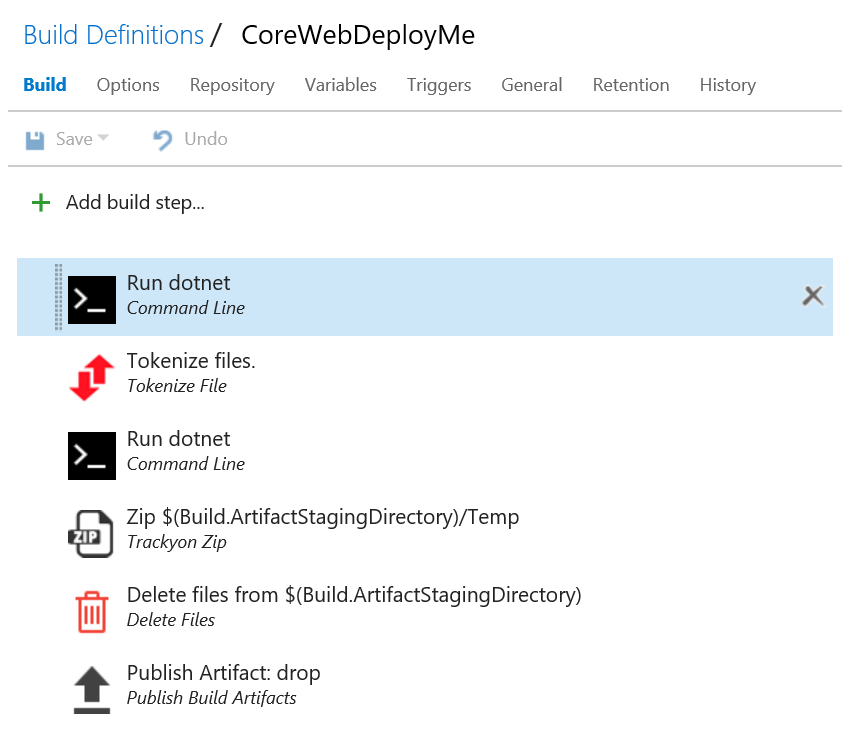 Build Definitions / CoreWebDeployMe
Build Options Repository Variables Triggers General Retention History
Save Undo
Add build step...
Run dotnet
Command Line
Tokenize files.
Tokenize File
Run dotnet
Command Line
Zip $(Build.ArtifactStagingDirectory)/Temp
ZIP
Trackyon Zip
Delete files from $(Build.ArtifactStagingDirectory)
Delete Files
Publish Artifact: drop
Publish Build Artifacts